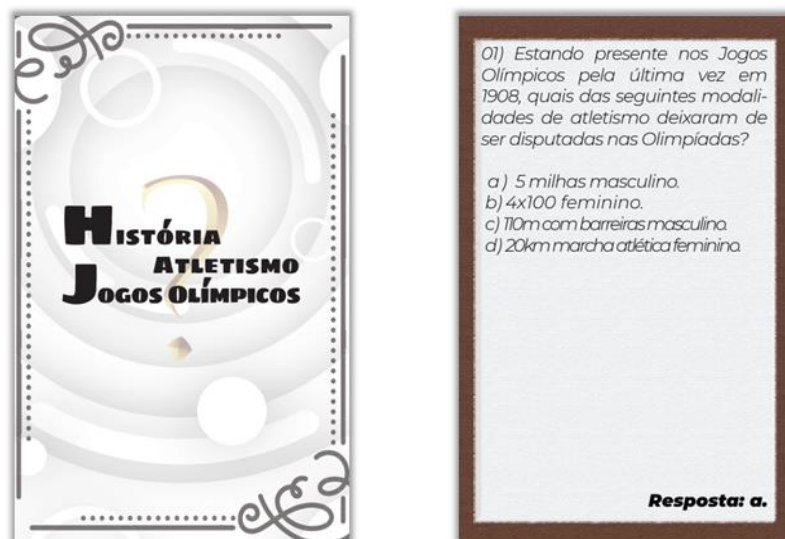 HISTÓRIA
ATLETISMO
JOGOS OLÍMPICOS
?
01) Estando presente nos Jogos
Olímpicos pela última vez em
1908, quais das seguintes modali-
dades de atletismo deixaram de
ser disputadas nas Olimpíadas?
a) 5 milhas masculino.
b) 4x100 feminino.
c) 110m com barreiras masculino.
d) 20km marcha atlética feminino.
Resposta: a.